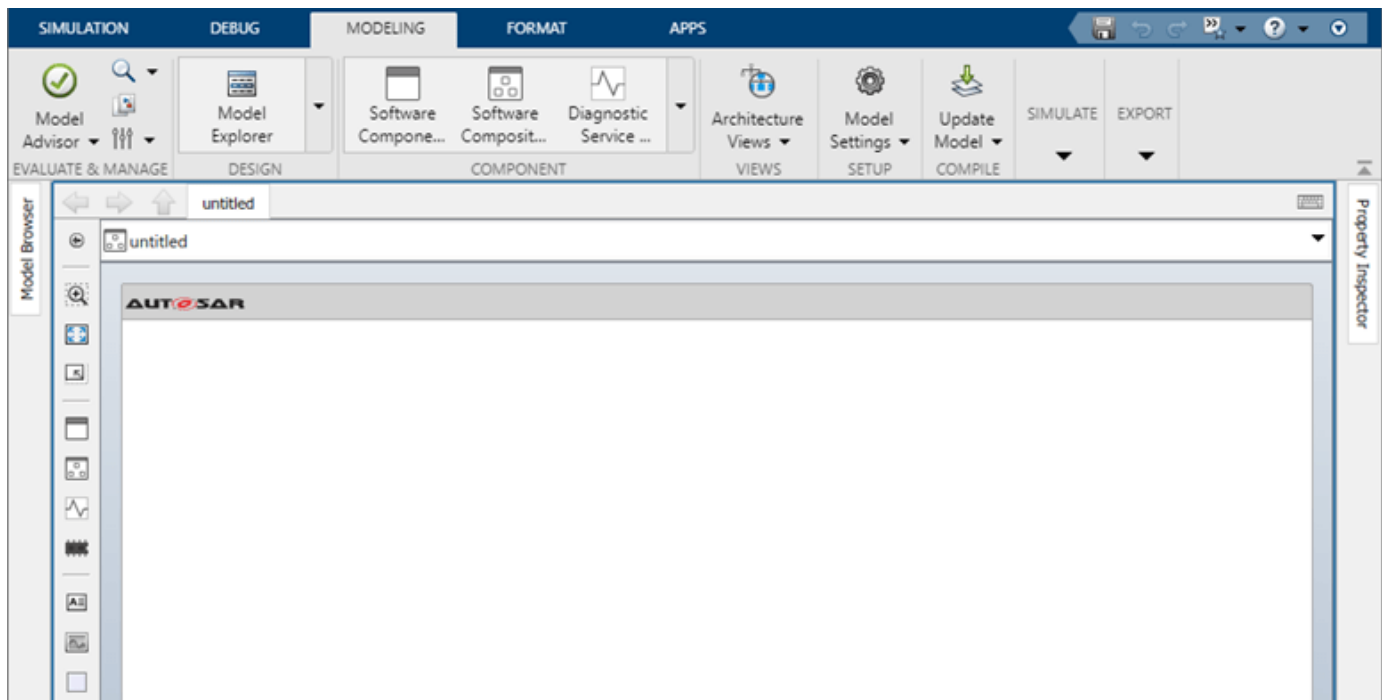 SIMULATION DEBUG MODELING FORMAT APPS
Model Advisor
Model Explorer
Software Compone...
Software Composit...
Diagnostic Service ...
Architecture Views
Model Settings
Update Model
SIMULATE
EXPORT
EVALUATE & MANAGE DESIGN COMPONENT VIEWS SETUP COMPILE
Model Browser
untitled
untitled
AUTOSAR
Property Inspector